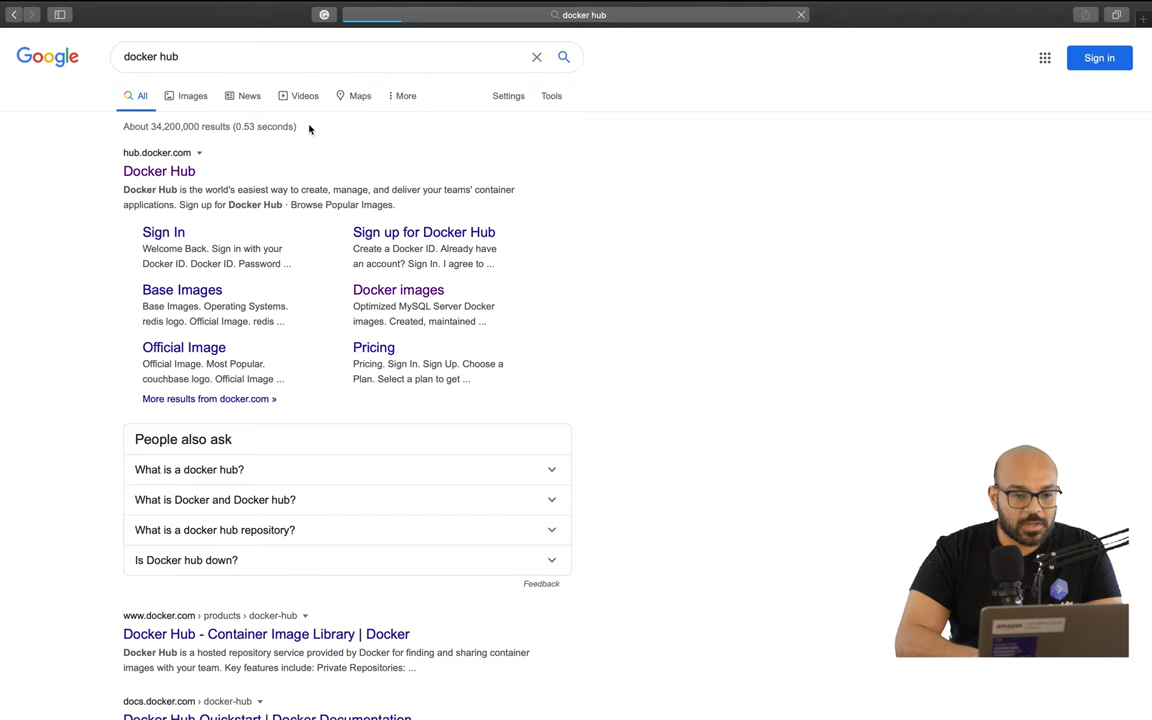 docker hub
Google
docker hub
Sign in
All
Images
News
Videos
Maps
More
Settings
Tools
About 34,200,000 results (0.53 seconds)
hub.docker.com
Docker Hub
Docker Hub is the world's easiest way to create, manage, and deliver your teams' container
applications. Sign up for Docker Hub · Browse Popular Images.
Sign In
Welcome Back. Sign in with your
Docker ID. Docker ID. Password ...
Sign up for Docker Hub
Create a Docker ID. Already have
an account? Sign In. I agree to ...
Base Images
Base Images. Operating Systems.
redis logo. Official Image. redis ...
Docker images
Optimized MySQL Server Docker
images. Created, maintained ...
Official Image
Official Image. Most Popular.
couchbase logo. Official Image ...
Pricing
Pricing. Sign In. Sign Up. Choose a
Plan. Select a plan to get ...
More results from docker.com »
People also ask
What is a docker hub?
What is Docker and Docker hub?
What is a docker hub repository?
Is Docker hub down?
Feedback
www.docker.com › products › docker-hub
Docker Hub - Container Image Library | Docker
Docker Hub is a hosted repository service provided by Docker for finding and sharing container
images with your team. Key features include: Private Repositories: ...
docs.docker.com › docker-hub
Docker Hub Quickstart | Docker Documentation